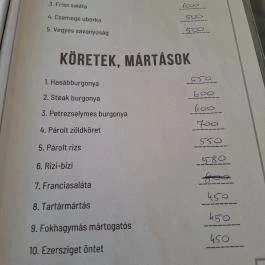 3. Friss saláta 6000
4. Csemege uborka 500
5. Vegyes savanyúság 500
KÖRETEK, MÁRTÁSOK
1. Hasábburgonya 550
2. Steak burgonya 600
3. Petrezselymes burgonya 600
4. Párolt zöldköret 700
5. Párolt rizs 550
6. Rizi-bizi 580
7. Franciasaláta
8. Tartármártás 450
9. Fokhagymás mártogatós 450
10. Ezersziget öntet 450